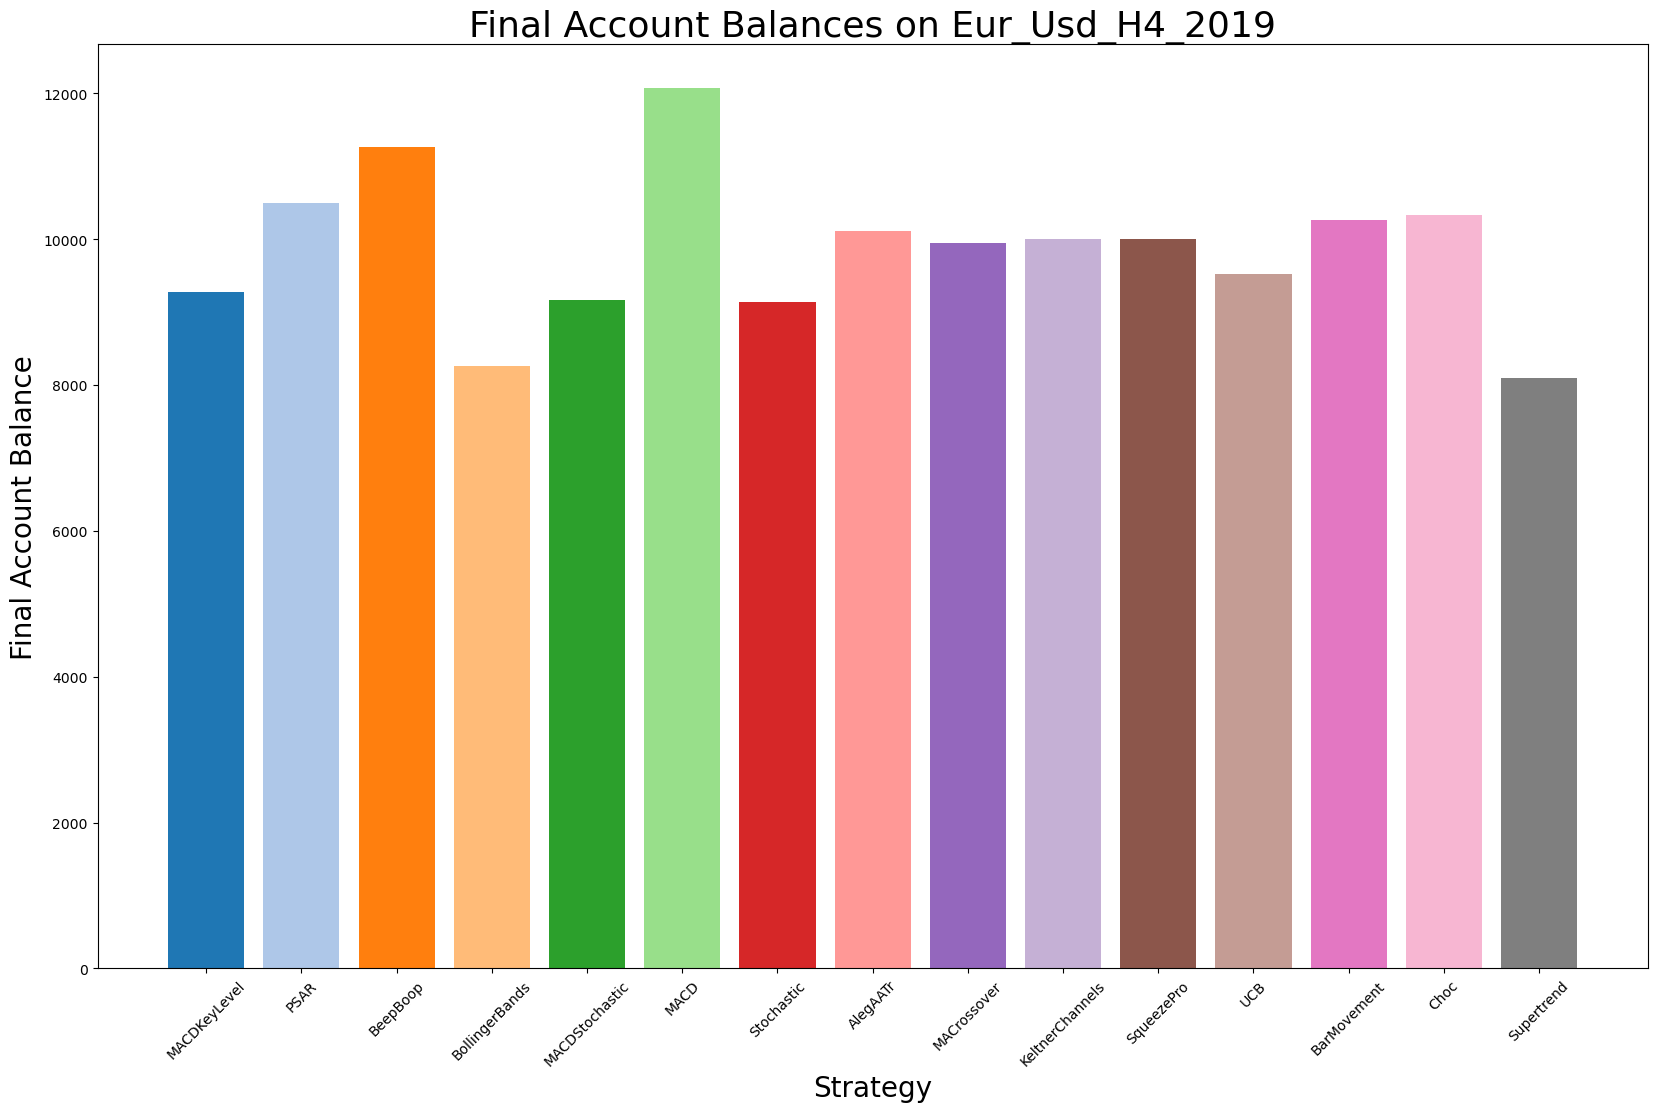 Final Account Balances on Eur_Usd_H4_2019
Final Account Balance
12000
10000
8000
6000
4000
2000
0
MACDKeyLevel
PSAR
BeepBoop
BollingerBands
MACDStochastic
MACD
Stochastic
AlegAATr
MACrossover
KeltnerChannels
SqueezePro
UCB
BarMovement
Choc
Supertrend
Strategy